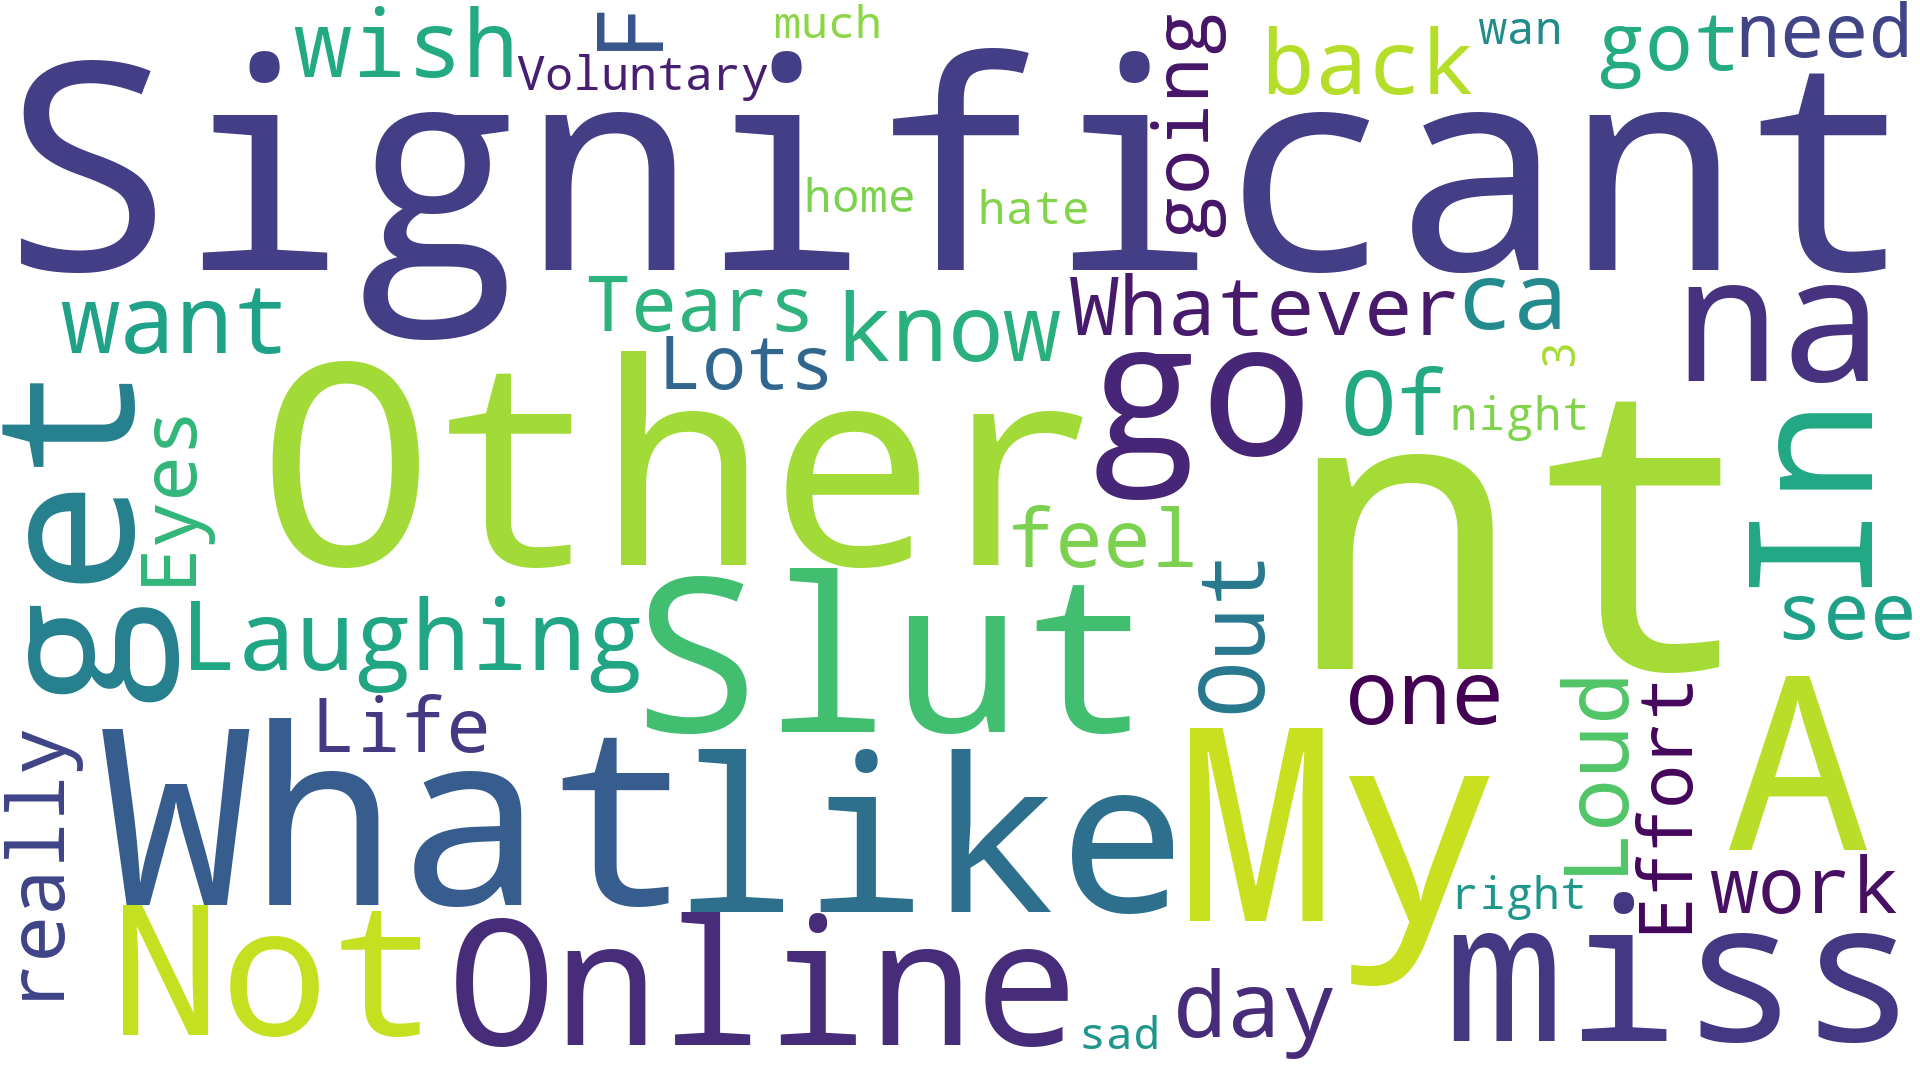 wish
F
much
Voluntary
going
back
wan
got
need
Significant
home
hate
want
Tears
know
Whatever
ca
na
Lots
Other
go
Of
3
night
nt
In
get
Eyes
feel
Slut
Out
see
Laughing
one
Life
What
like
My
Loud
Effort
A
really
right
work
Not
Online
miss
sad
day